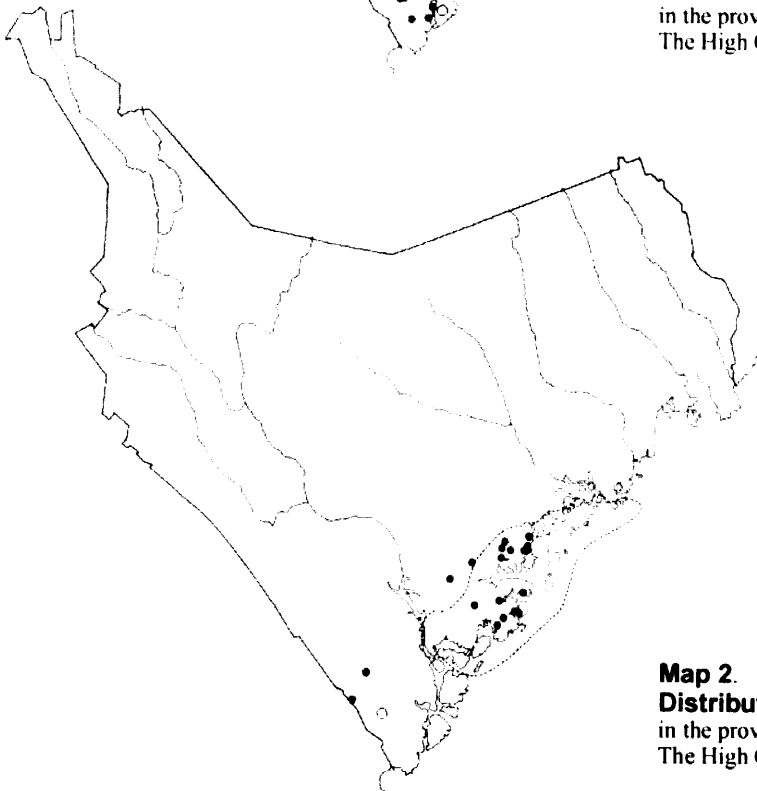 in the prov
The High
Map 2.
Distribu
in the prov
The High